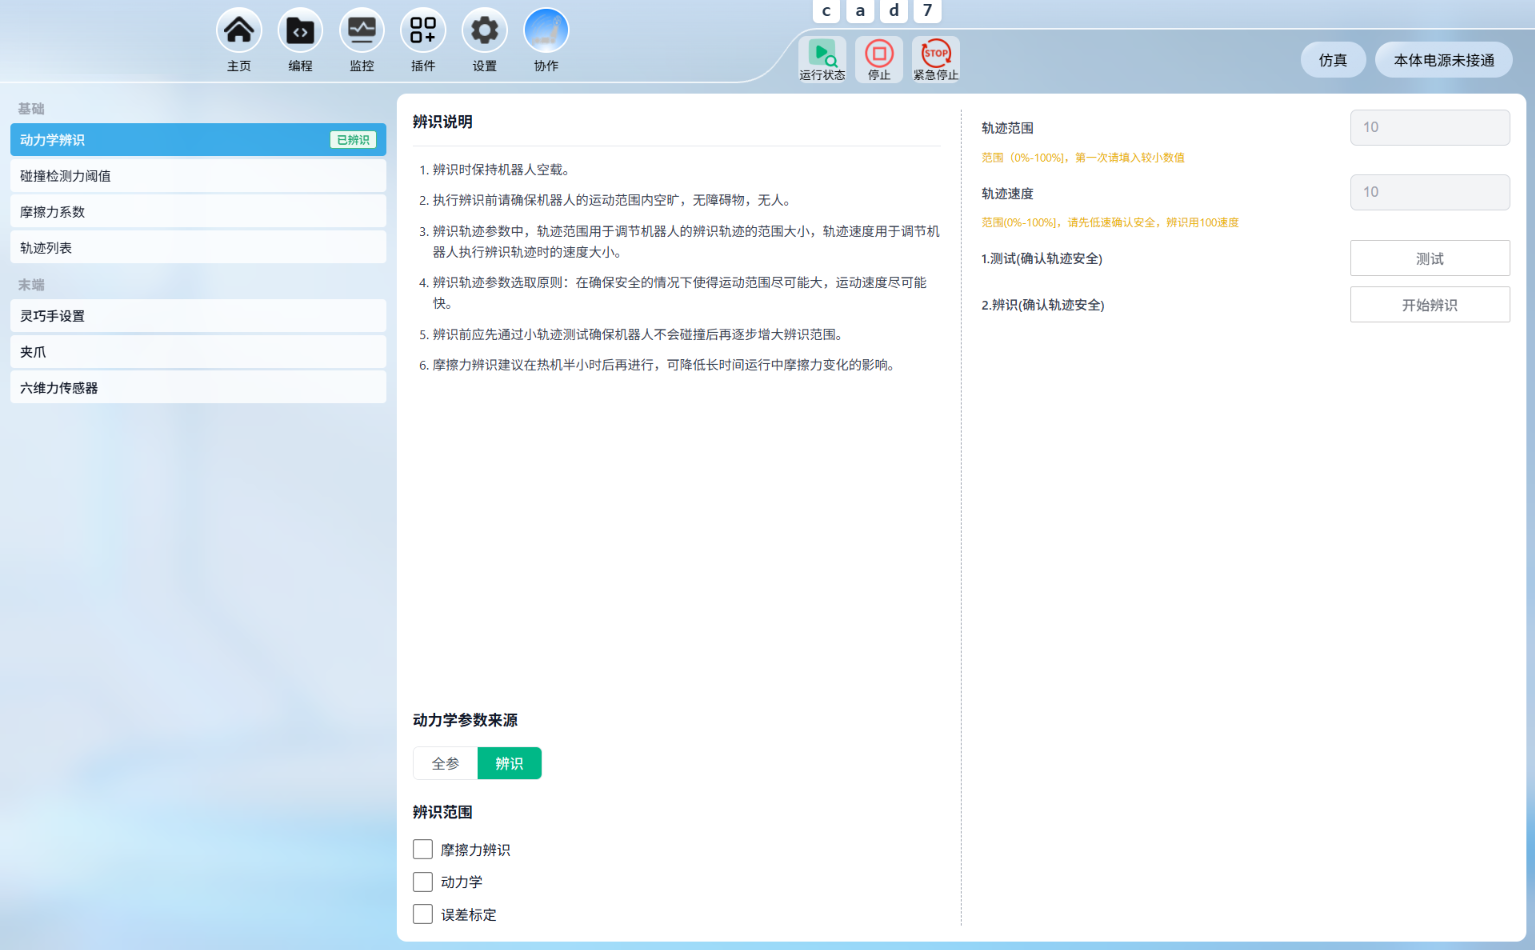 c a d 7
主页 编程 监控 插件 设置 协作
运行状态 停止 STOP 紧急停止
仿真 本体电源未接通
基础
动力学辨识 已辨识
碰撞检测力阈值
摩擦力系数
轨迹列表
末端
灵巧手设置
夹爪
六维力传感器
辨识说明
1. 辨识时保持机器人空载。
2. 执行辨识前请确保机器人的运动范围内空旷，无障碍物，无人。
3. 辨识轨迹参数中，轨迹范围用于调节机器人的辨识轨迹的范围大小，轨迹速度用于调节机
器人执行辨识轨迹时的速度大小。
4. 辨识轨迹参数选取原则：在确保安全的情况下使得运动范围尽可能大，运动速度尽可能
快。
5. 辨识前应先通过小轨迹测试确保机器人不会碰撞后再逐步增大辨识范围。
6. 摩擦力辨识建议在热机半小时后再进行，可降低长时间运行中摩擦力变化的影响。
动力学参数来源
全参 辨识
辨识范围
摩擦力辨识
动力学
误差标定
轨迹范围 10
范围（0%-100%]，第一次请填入较小数值
轨迹速度 10
范围(0%-100%]，请先低速确认安全，辨识用100速度
1.测试(确认轨迹安全) 测试
2.辨识(确认轨迹安全) 开始辨识